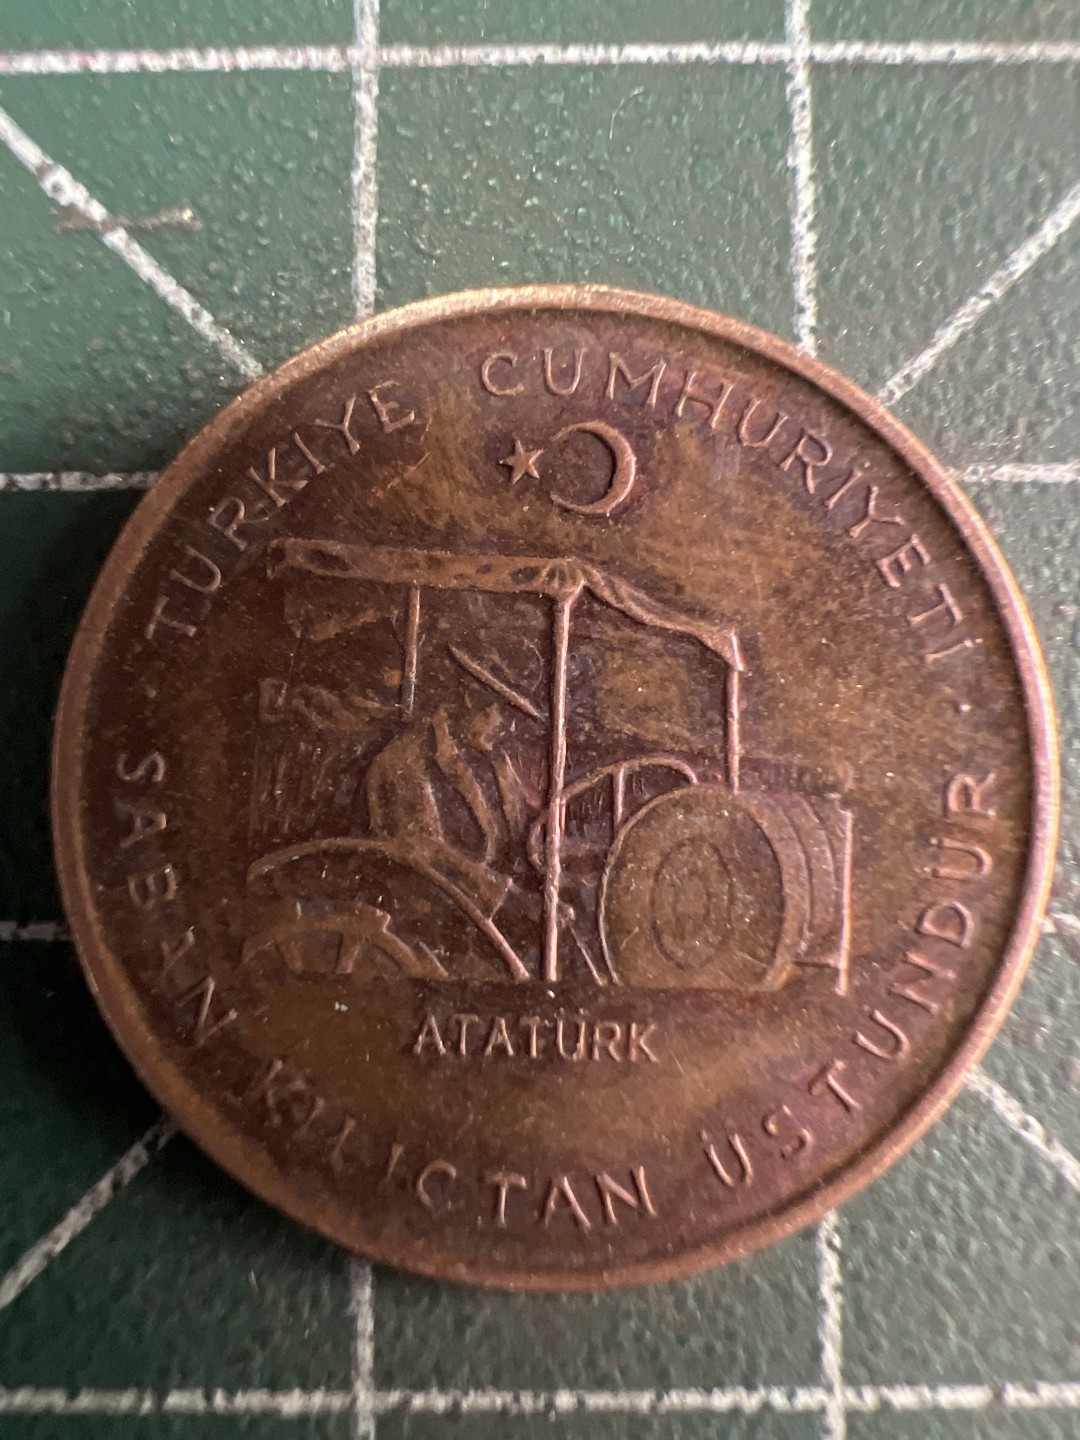 · TÜRKİYE CUMHURİYETİ ·
ATATÜRK
SABAN KILIÇTAN ÜSTÜNDÜR